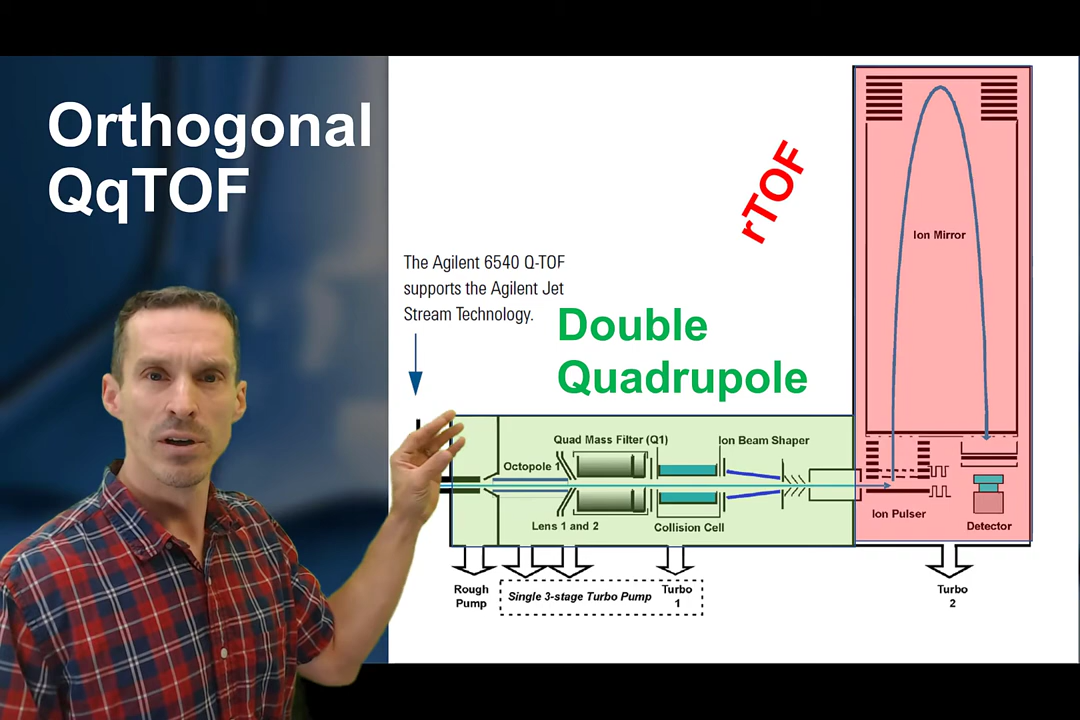 Orthogonal
QqTOF
rTOF
The Agilent 6540 Q-TOF
supports the Agilent Jet
Stream Technology.
Double
Quadrupole
Ion Mirror
Quad Mass Filter (Q1)
Ion Beam Shaper
Octopole 1
Lens 1 and 2
Collision Cell
Ion Pulser
Detector
Rough
Pump
Single 3-stage Turbo Pump
Turbo
1
Turbo
2